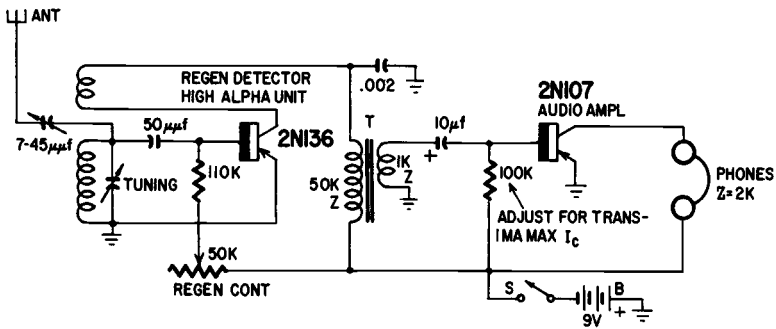 ANT
REGEN DETECTOR
HIGH ALPHA UNIT
.002
2N107
AUDIO AMPL
7-45µµf
50µµf
2N136
T
10µf
+
TUNING
110K
50K
Z
1K
Z
100K
PHONES
Z=2K
ADJUST FOR TRANS-
IMA MAX Ic
50K
REGEN CONT
S
B
+
9V